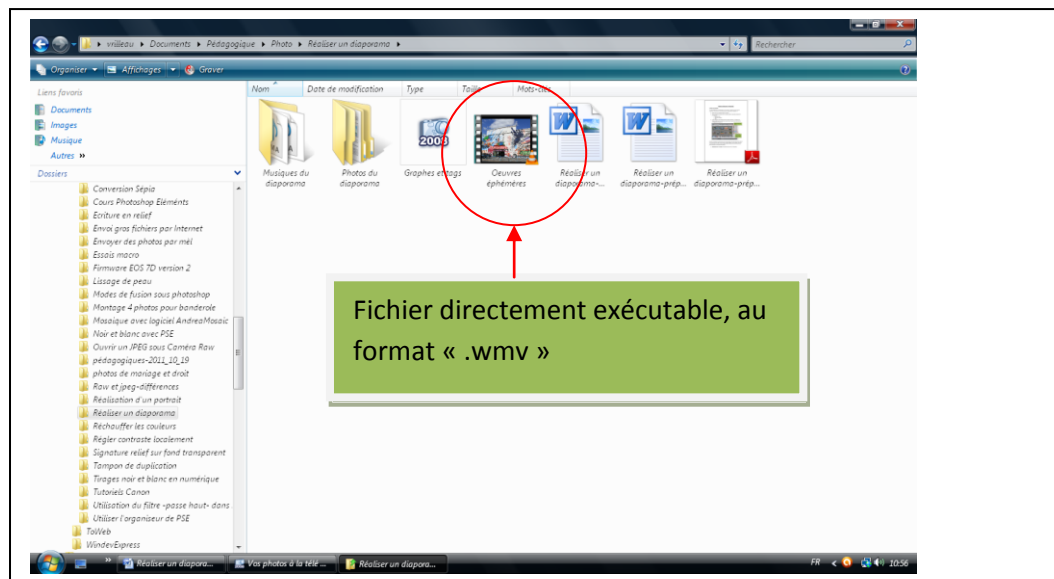 vrilleau ▸ Documents ▸ Pédagogique ▸ Photo ▸ Réaliser un diaporama ▸
Rechercher
Organiser Affichages Graver
Liens favoris
Documents
Images
Musique
Autres »
Dossiers
Nom Date de modification Type Taille Mots-clés
Musiques du diaporama
Photos du diaporama
2003
Graphes et tags
Oeuvres éphémères
Réaliser un diaporama-...
Réaliser un diaporama-prép...
Réaliser un diaporama-prép...
Conversion Sépia
Cours Photoshop Eléménts
Ecriture en relief
Envoi gros fichiers par Internet
Envoyer des photos par mél
Essais macro
Firmware EOS 7D version 2
Lissage de peau
Modes de fusion sous photoshop
Montage 4 photos pour banderole
Mosaique avec logiciel AndreaMosaic
Noir et blanc avec PSE
Ouvrir un JPEG sous Caméra Raw
pédagogiques-2011_10_19
photos de mariage et droit
Raw et jpeg-différences
Réalisation d'un portrait
Réaliser un diaporama
Réchauffer les couleurs
Régler contraste localement
Signature relief sur fond transparent
Tampon de duplication
Tirages noir et blanc en numérique
Tutoriels Canon
Utilisation du filtre -passe haut- dans
Utiliser l'organiseur de PSE
ToWeb
WindevExpress
Fichier directement exécutable, au
format « .wmv »
Réaliser un diapora... Vos photos à la télé ... Réaliser un diapora...
FR 10:56